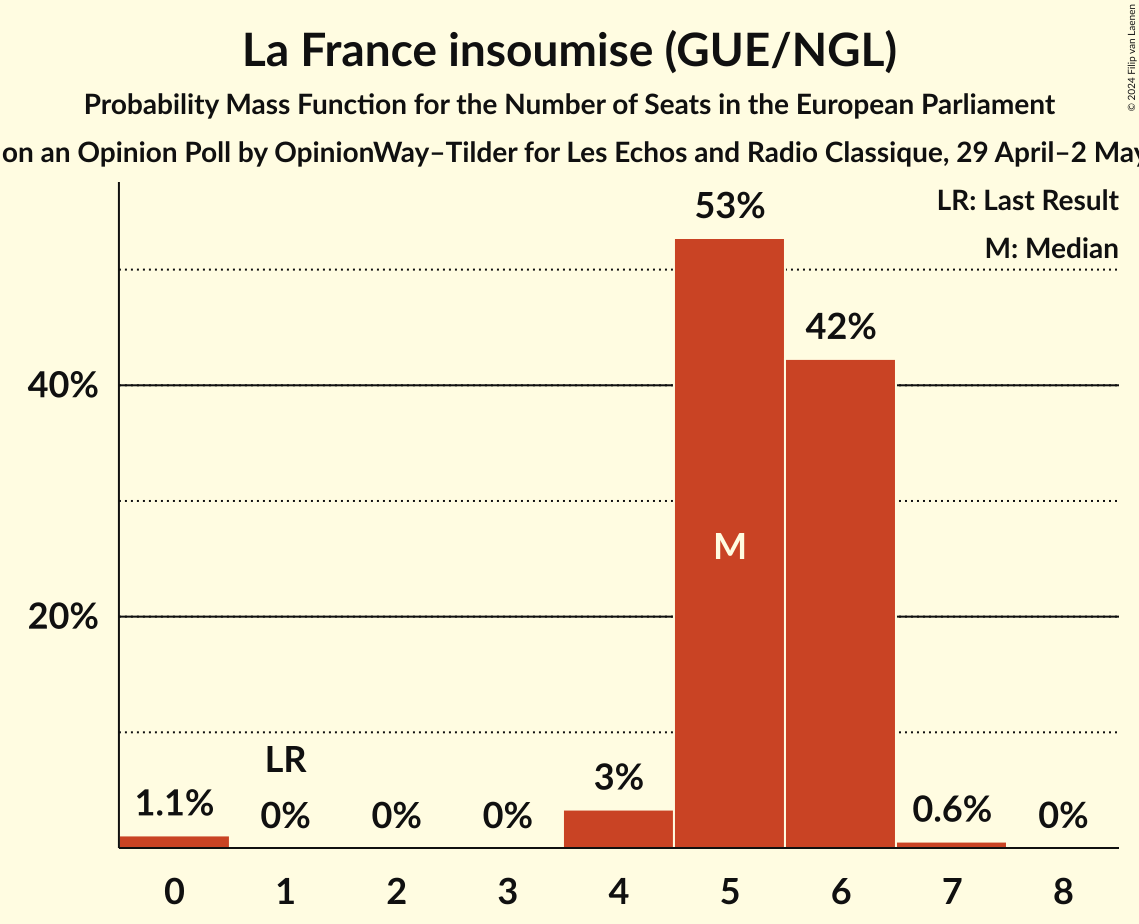 La France insoumise (GUE/NGL)
Probability Mass Function for the Number of Seats in the European Parliament
on an Opinion Poll by OpinionWay–Tilder for Les Echos and Radio Classique, 29 April–2 May
© 2024 Filip van Laenen
LR: Last Result
M: Median
53%
42%
40%
M
20%
LR
1.1%
0%
0%
0%
3%
0.6%
0%
0
1
2
3
4
5
6
7
8